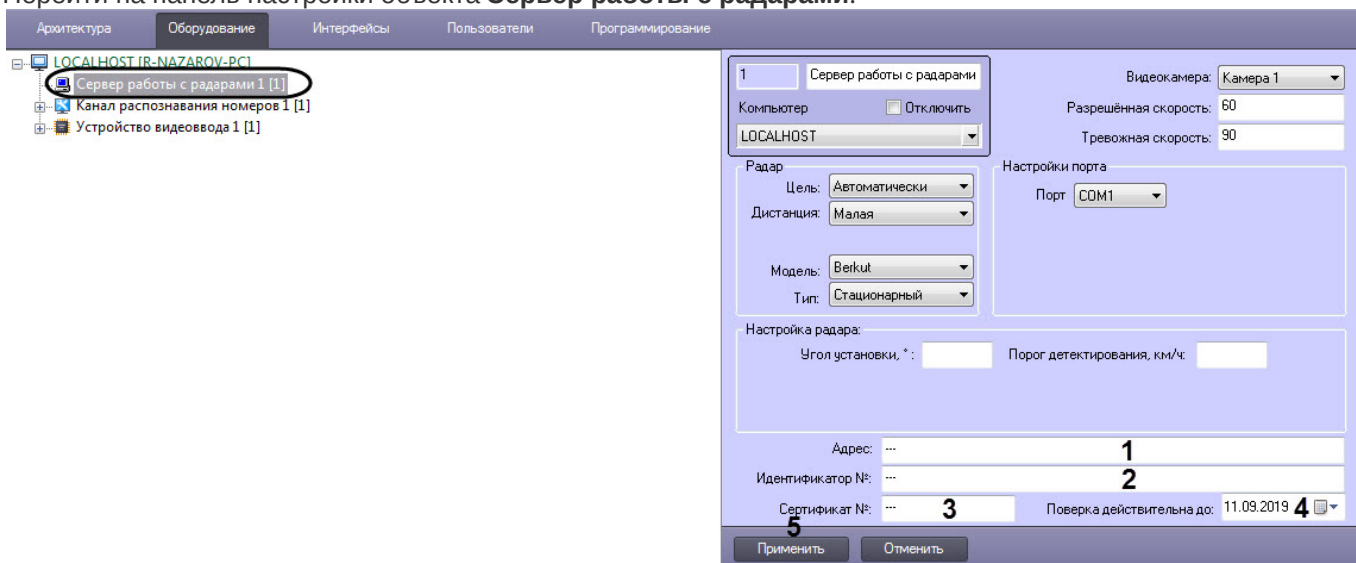 Перейти на панель настройки объекта Сервер работы с радарами.
Архитектура Оборудование Интерфейсы Пользователи Программирование
LOCALHOST [R-NAZAROV-PC]
Сервер работы с радарами 1 [1]
Канал распознавания номеров 1 [1]
Устройство видеоввода 1 [1]
1 Сервер работы с радарами
Компьютер Отключить
LOCALHOST
Видеокамера: Камера 1
Разрешённая скорость: 60
Тревожная скорость: 90
Радар
Цель: Автоматически
Дистанция: Малая
Модель: Berkut
Тип: Стационарный
Настройки порта
Порт COM1
Настройка радара:
Угол установки, ° : Порог детектирования, км/ч:
Адрес: --- 1
Идентификатор №: --- 2
Сертификат №: --- 3 Поверка действительна до: 11.09.2019 4
5
Применить Отменить